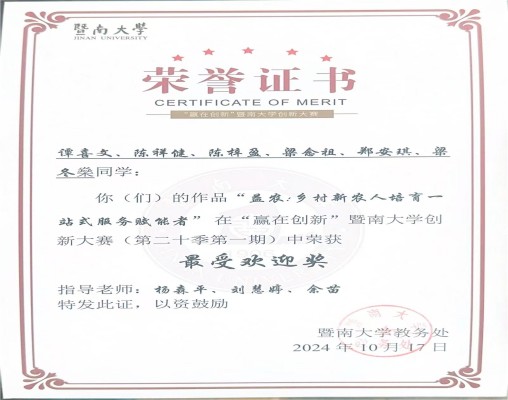 暨南大學
JINAN UNIVERSITY
荣誉证书
CERTIFICATE OF MERIT
“赢在创新”暨南大学创新大赛
谭喜文、陈祥健、陈梓盈、梁念祖、郑安琪、梁
冬燊同学：
你（们）的作品“益农：乡村新农人培育一
站式服务赋能者”在“赢在创新”暨南大学创
新大赛（第二十季第一期）中荣获
最受欢迎奖
指导老师：杨森平、刘慧婷、余苗
特发此证，以资鼓励
暨南大学教务处
2024 年 10 月 17 日